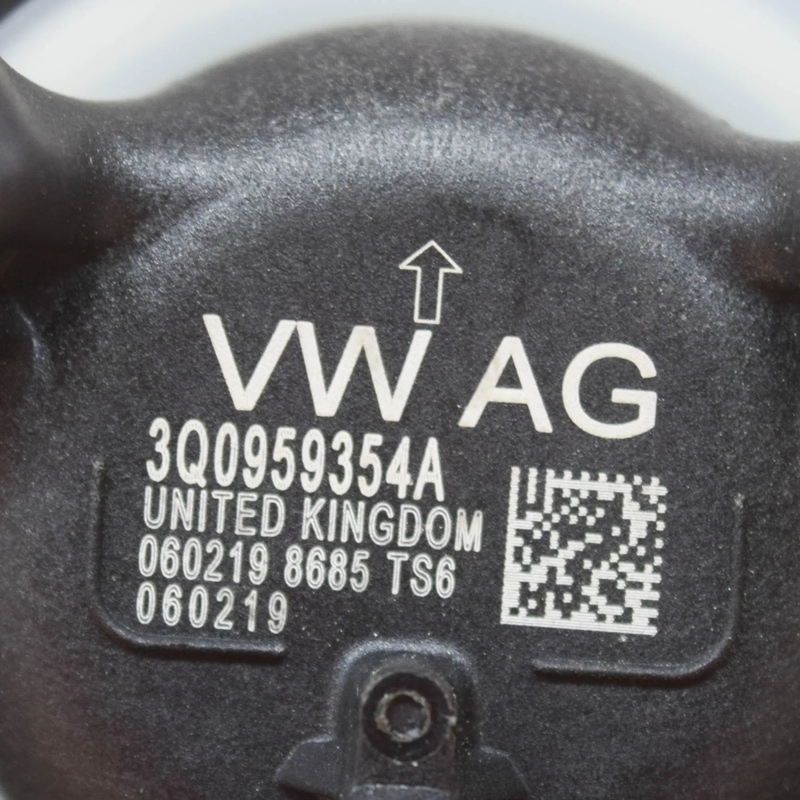 VW AG
3Q0959354A
UNITED KINGDOM
060219 8685 TS6
060219